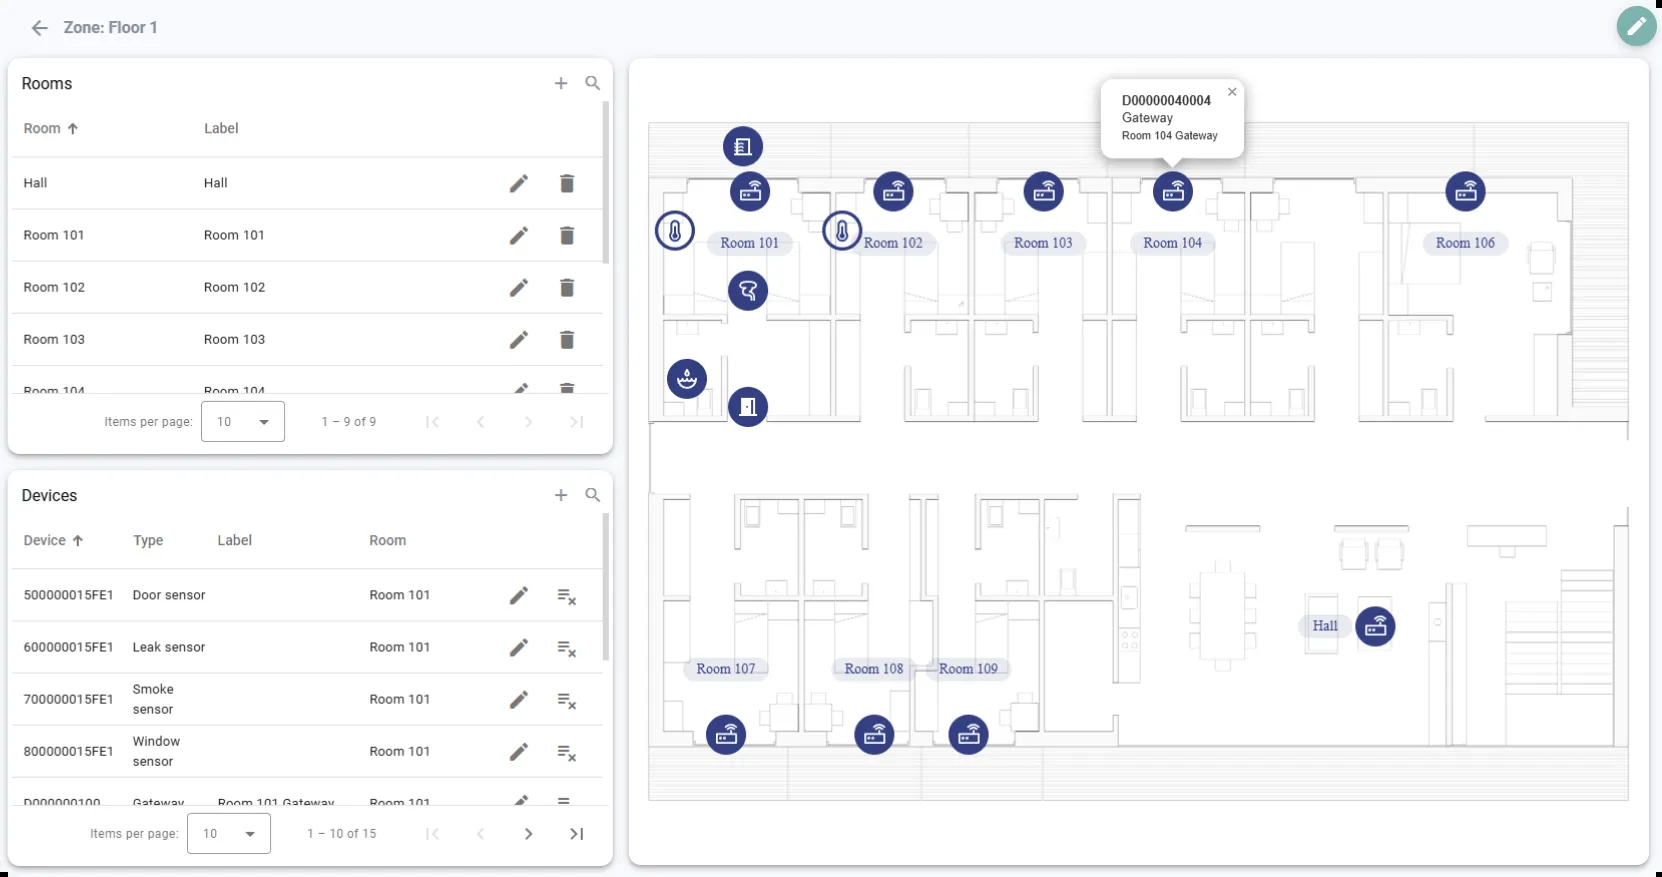 Zone: Floor 1
Rooms
Room Label
Hall Hall
Room 101 Room 101
Room 102 Room 102
Room 103 Room 103
Room 104 Room 104
Items per page: 10 1 – 9 of 9
Devices
Device Type Label Room
500000015FE1 Door sensor Room 101
600000015FE1 Leak sensor Room 101
700000015FE1 Smoke sensor Room 101
800000015FE1 Window sensor Room 101
D000000100 Gateway Room 101 Gateway Room 101
Items per page: 10 1 – 10 of 15
D00000040004
Gateway
Room 104 Gateway
Room 101
Room 102
Room 103
Room 104
Room 106
Hall
Room 107
Room 108
Room 109